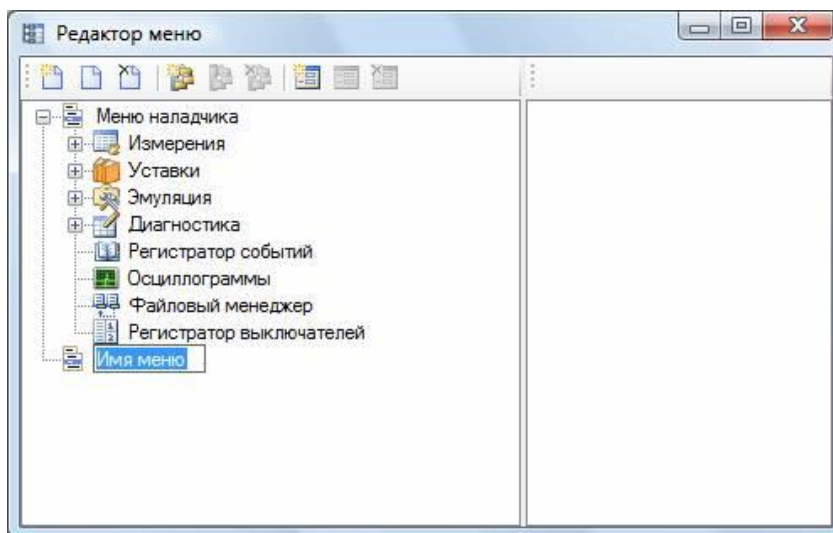 Редактор меню
Меню наладчика
Измерения
Уставки
Эмуляция
Диагностика
Регистратор событий
Осциллограммы
Файловый менеджер
Регистратор выключателей
Имя меню